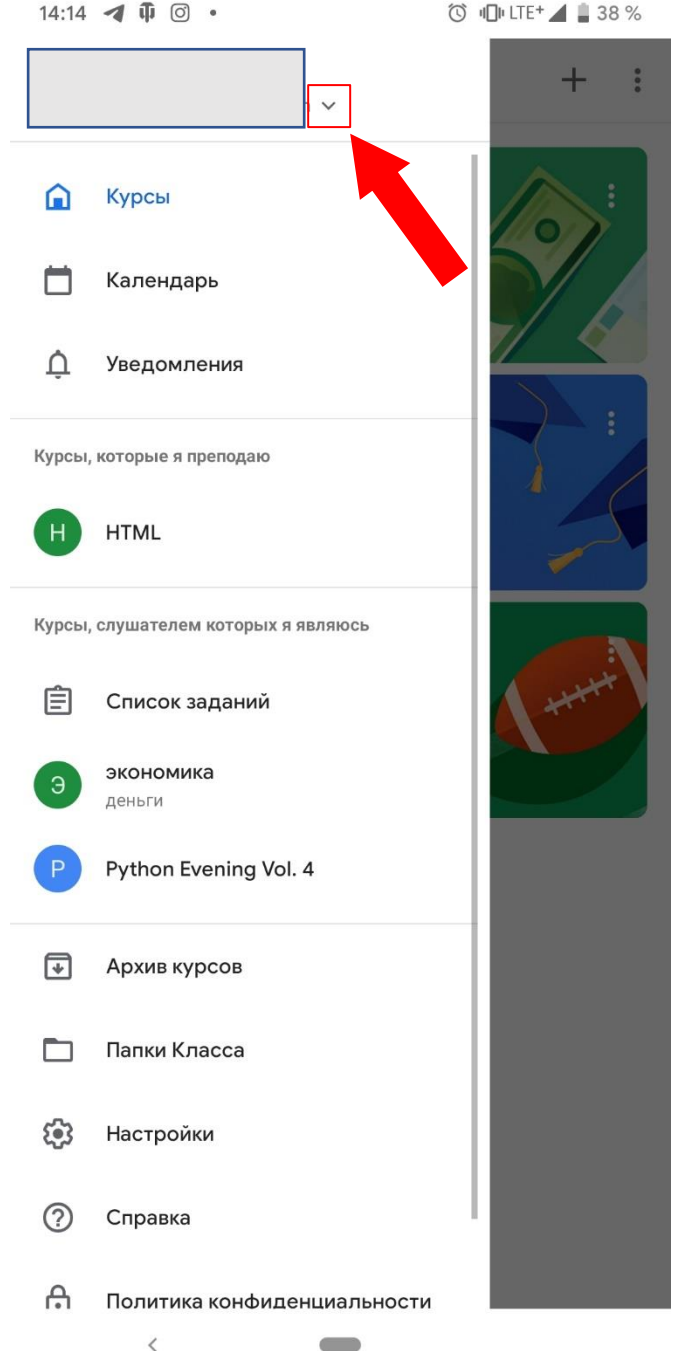 14:14 LTE+ 38 %
Курсы
Календарь
Уведомления
Курсы, которые я преподаю
H HTML
Курсы, слушателем которых я являюсь
Список заданий
Э экономика
деньги
P Python Evening Vol. 4
Архив курсов
Папки Класса
Настройки
Справка
Политика конфиденциальности